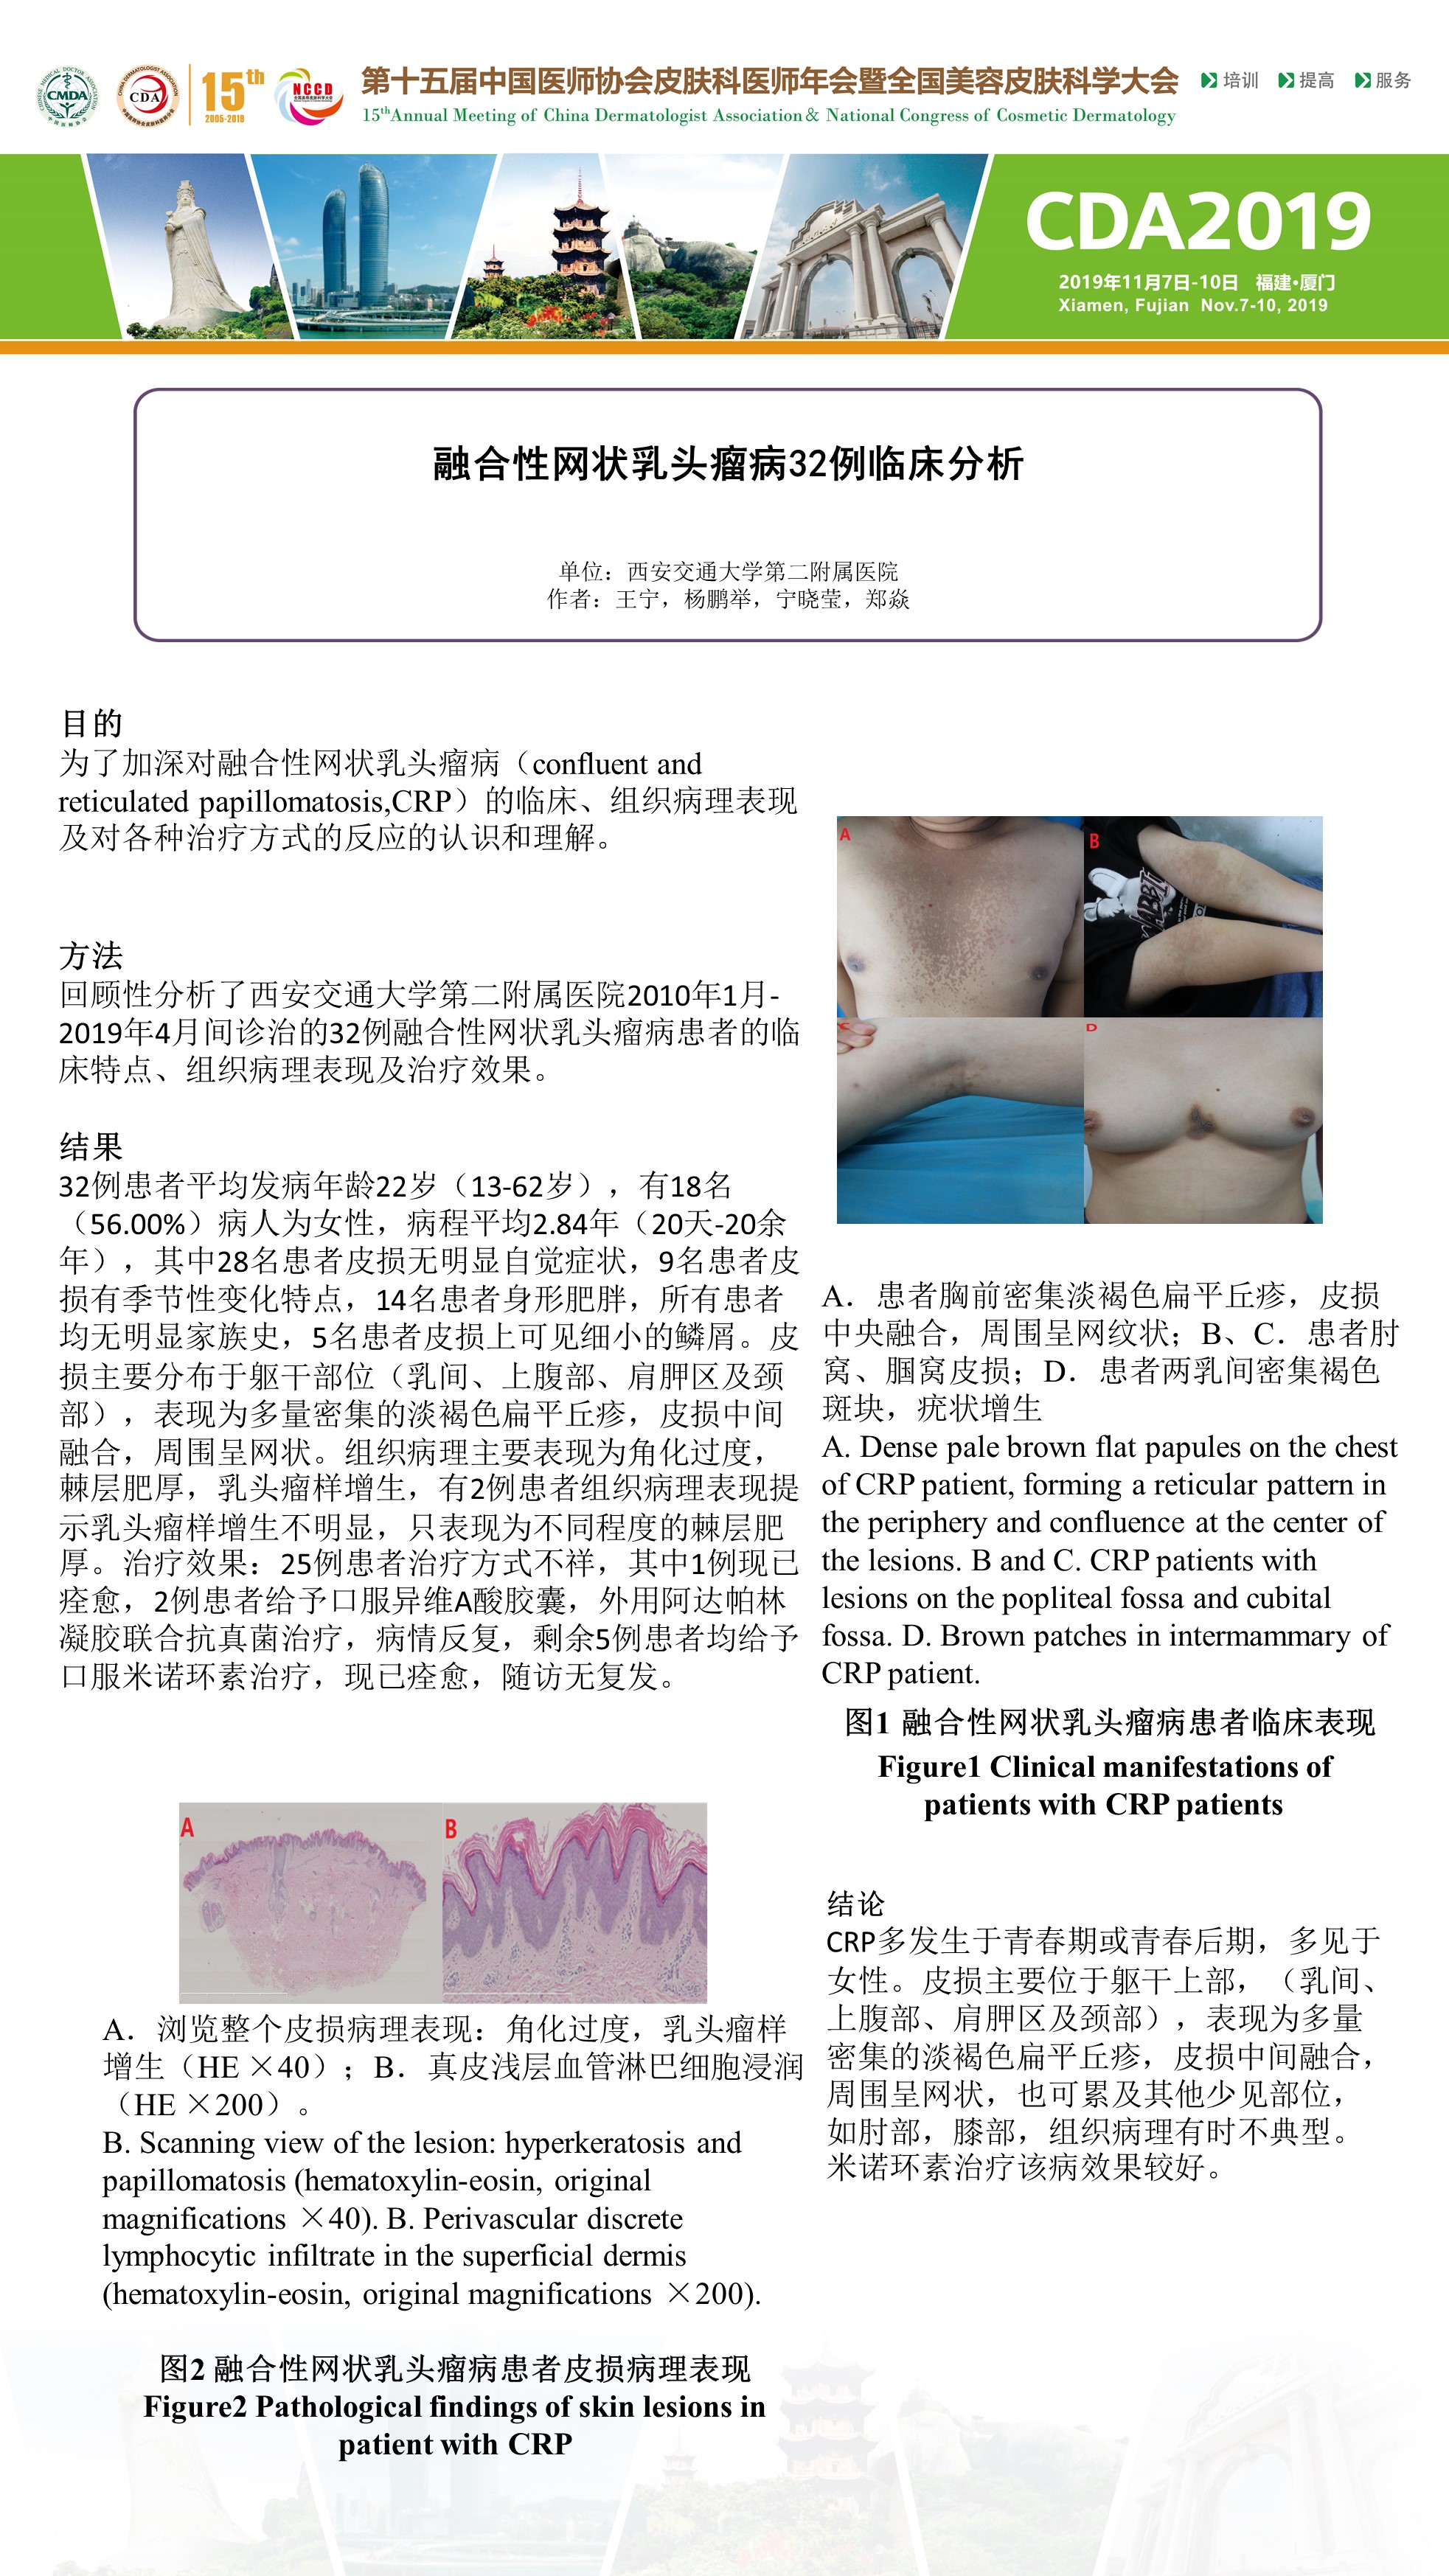 CMDA
CDA
15th
2005-2019
NCCD
第十五届中国医师协会皮肤科医师年会暨全国美容皮肤科学大会
15thAnnual Meeting of China Dermatologist Association& National Congress of Cosmetic Dermatology
培训 提高 服务
CDA2019
2019年11月7日-10日 福建·厦门
Xiamen, Fujian Nov.7-10, 2019
融合性网状乳头瘤病32例临床分析
单位：西安交通大学第二附属医院
作者：王宁，杨鹏举，宁晓莹，郑焱
目的
为了加深对融合性网状乳头瘤病（confluent and
reticulated papillomatosis,CRP）的临床、组织病理表现
及对各种治疗方式的反应的认识和理解。
方法
回顾性分析了西安交通大学第二附属医院2010年1月-
2019年4月间诊治的32例融合性网状乳头瘤病患者的临
床特点、组织病理表现及治疗效果。
结果
32例患者平均发病年龄22岁（13-62岁），有18名
（56.00%）病人为女性，病程平均2.84年（20天-20余
年），其中28名患者皮损无明显自觉症状，9名患者皮
损有季节性变化特点，14名患者身形肥胖，所有患者
均无明显家族史，5名患者皮损上可见细小的鳞屑。皮
损主要分布于躯干部位（乳间、上腹部、肩胛区及颈
部），表现为多量密集的淡褐色扁平丘疹，皮损中间
融合，周围呈网状。组织病理主要表现为角化过度，
棘层肥厚，乳头瘤样增生，有2例患者组织病理表现提
示乳头瘤样增生不明显，只表现为不同程度的棘层肥
厚。治疗效果：25例患者治疗方式不祥，其中1例现已
痊愈，2例患者给予口服异维A酸胶囊，外用阿达帕林
凝胶联合抗真菌治疗，病情反复，剩余5例患者均给予
口服米诺环素治疗，现已痊愈，随访无复发。
A
B
A．浏览整个皮损病理表现：角化过度，乳头瘤样
增生（HE ×40）；B．真皮浅层血管淋巴细胞浸润
（HE ×200）。
B. Scanning view of the lesion: hyperkeratosis and
papillomatosis (hematoxylin-eosin, original
magnifications ×40). B. Perivascular discrete
lymphocytic infiltrate in the superficial dermis
(hematoxylin-eosin, original magnifications ×200).
图2 融合性网状乳头瘤病患者皮损病理表现
Figure2 Pathological findings of skin lesions in
patient with CRP
A
B
C
D
A．患者胸前密集淡褐色扁平丘疹，皮损
中央融合，周围呈网纹状；B、C．患者肘
窝、腘窝皮损；D．患者两乳间密集褐色
斑块，疣状增生
A. Dense pale brown flat papules on the chest
of CRP patient, forming a reticular pattern in
the periphery and confluence at the center of
the lesions. B and C. CRP patients with
lesions on the popliteal fossa and cubital
fossa. D. Brown patches in intermammary of
CRP patient.
图1 融合性网状乳头瘤病患者临床表现
Figure1 Clinical manifestations of
patients with CRP patients
结论
CRP多发生于青春期或青春后期，多见于
女性。皮损主要位于躯干上部，（乳间、
上腹部、肩胛区及颈部），表现为多量
密集的淡褐色扁平丘疹，皮损中间融合，
周围呈网状，也可累及其他少见部位，
如肘部，膝部，组织病理有时不典型。
米诺环素治疗该病效果较好。